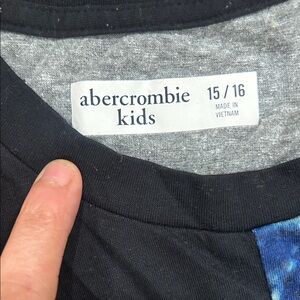 abercrombie
kids
15 / 16
MADE IN
VIETNAM